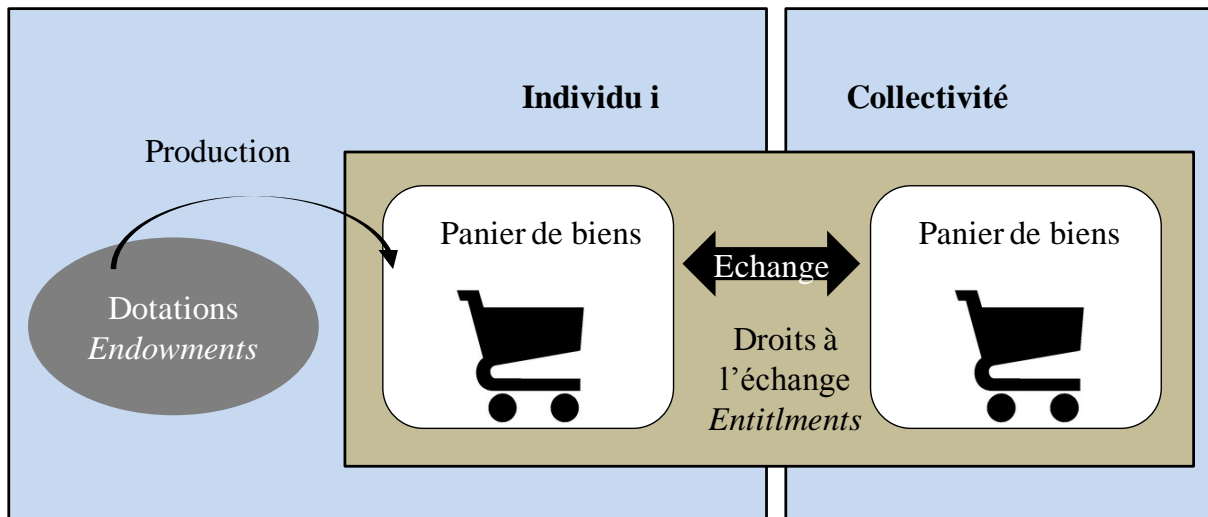 Individu i
Collectivité
Production
Panier de biens
Panier de biens
Echange
Dotations
Endowments
Droits à
l’échange
Entitlments